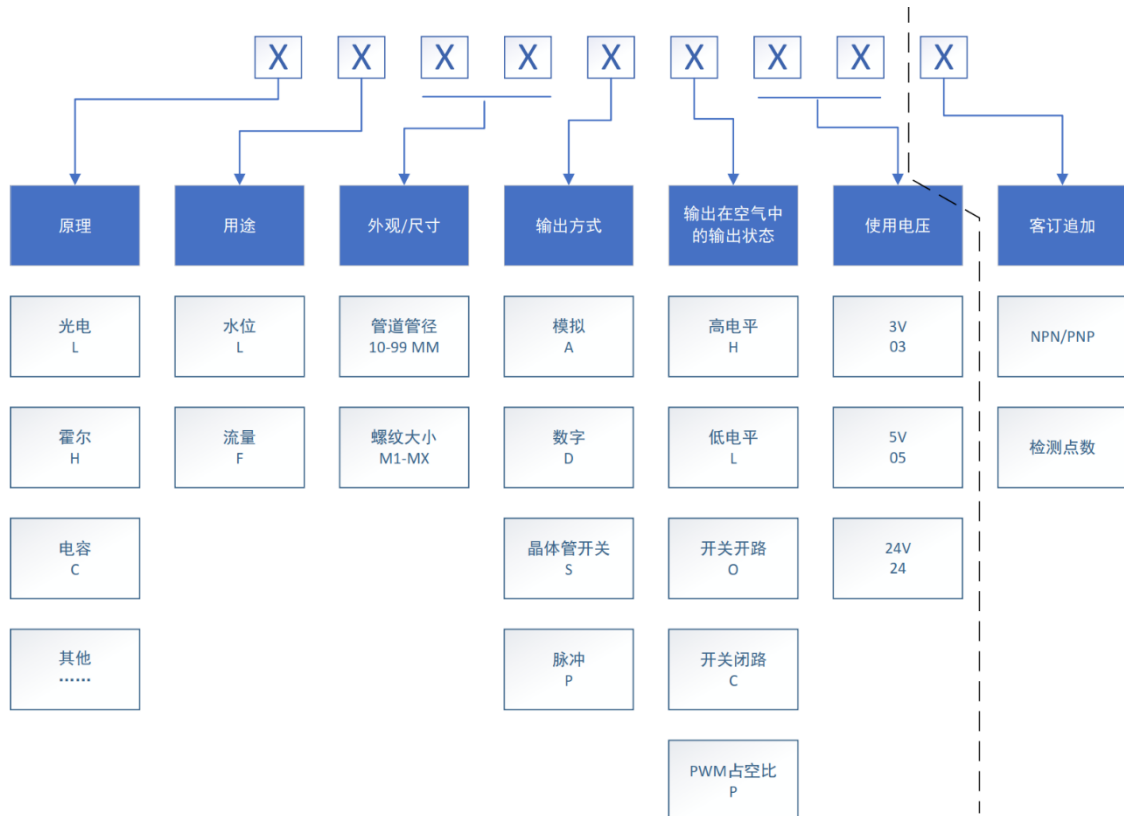 X X X X X X X X X
原理
用途
外观/尺寸
输出方式
输出在空气中
的输出状态
使用电压
客订追加
光电
L
水位
L
管道管径
10-99 MM
模拟
A
高电平
H
3V
03
NPN/PNP
霍尔
H
流量
F
螺纹大小
M1-MX
数字
D
低电平
L
5V
05
检测点数
电容
C
晶体管开关
S
开关开路
O
24V
24
其他
……
脉冲
P
开关闭路
C
PWM占空比
P